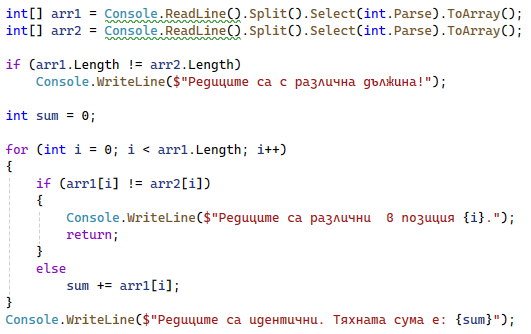 int[] arr1 = Console.ReadLine().Split().Select(int.Parse).ToArray();
int[] arr2 = Console.ReadLine().Split().Select(int.Parse).ToArray();
if (arr1.Length != arr2.Length)
Console.WriteLine($"Редиците са с различна дължина!");
int sum = 0;
for (int i = 0; i < arr1.Length; i++)
{
if (arr1[i] != arr2[i])
{
Console.WriteLine($"Редиците са различни  в позиция {i}.");
return;
}
else
sum += arr1[i];
}
Console.WriteLine($"Редиците са идентични. Тяхната сума е: {sum}");